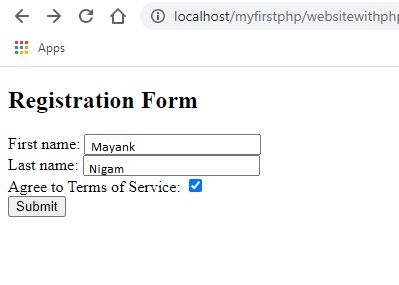 localhost/myfirstphp/websitewithphp
Apps
Registration Form
First name: Mayank
Last name: Nigam
Agree to Terms of Service:
Submit